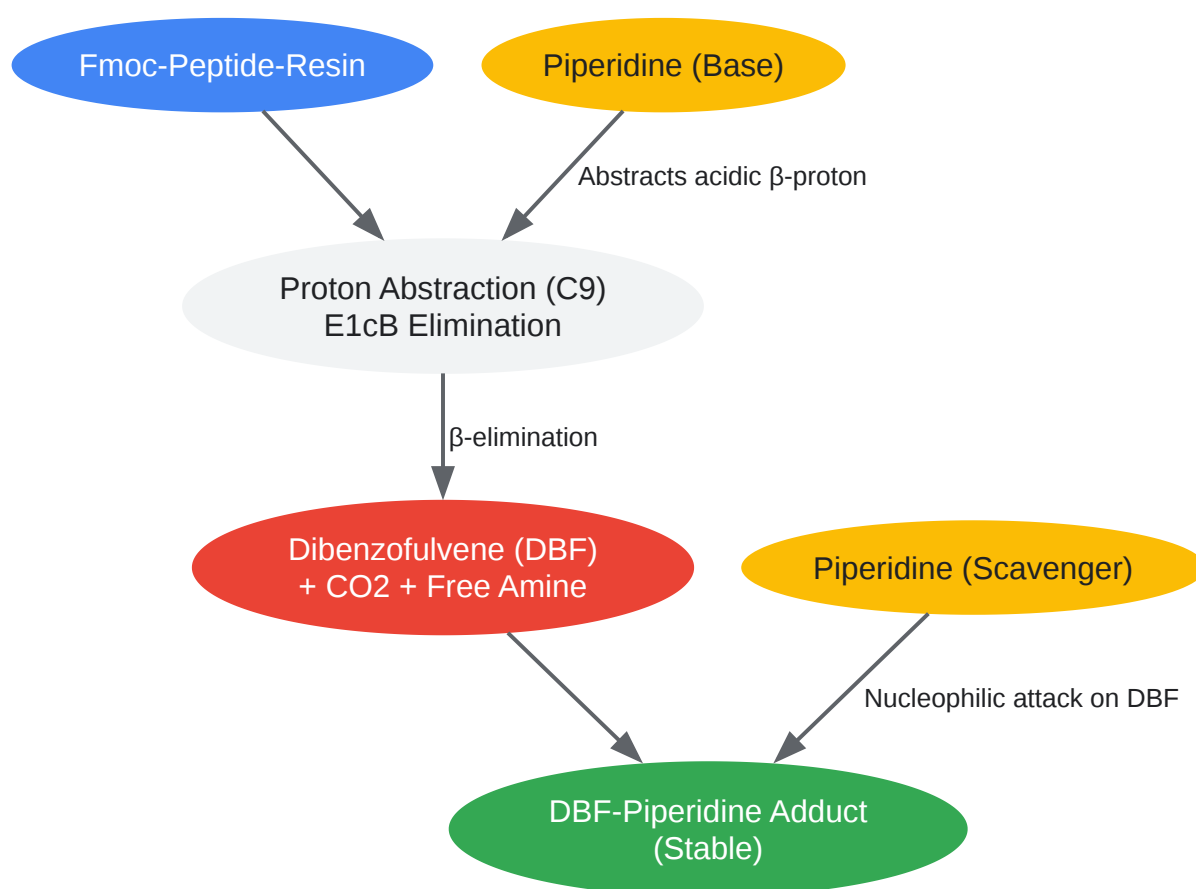 Fmoc-Peptide-Resin
Piperidine (Base)
Abstracts acidic β-proton
Proton Abstraction (C9)
E1cB Elimination
β-elimination
Dibenzofulvene (DBF)
+ CO2 + Free Amine
Piperidine (Scavenger)
Nucleophilic attack on DBF
DBF-Piperidine Adduct
(Stable)